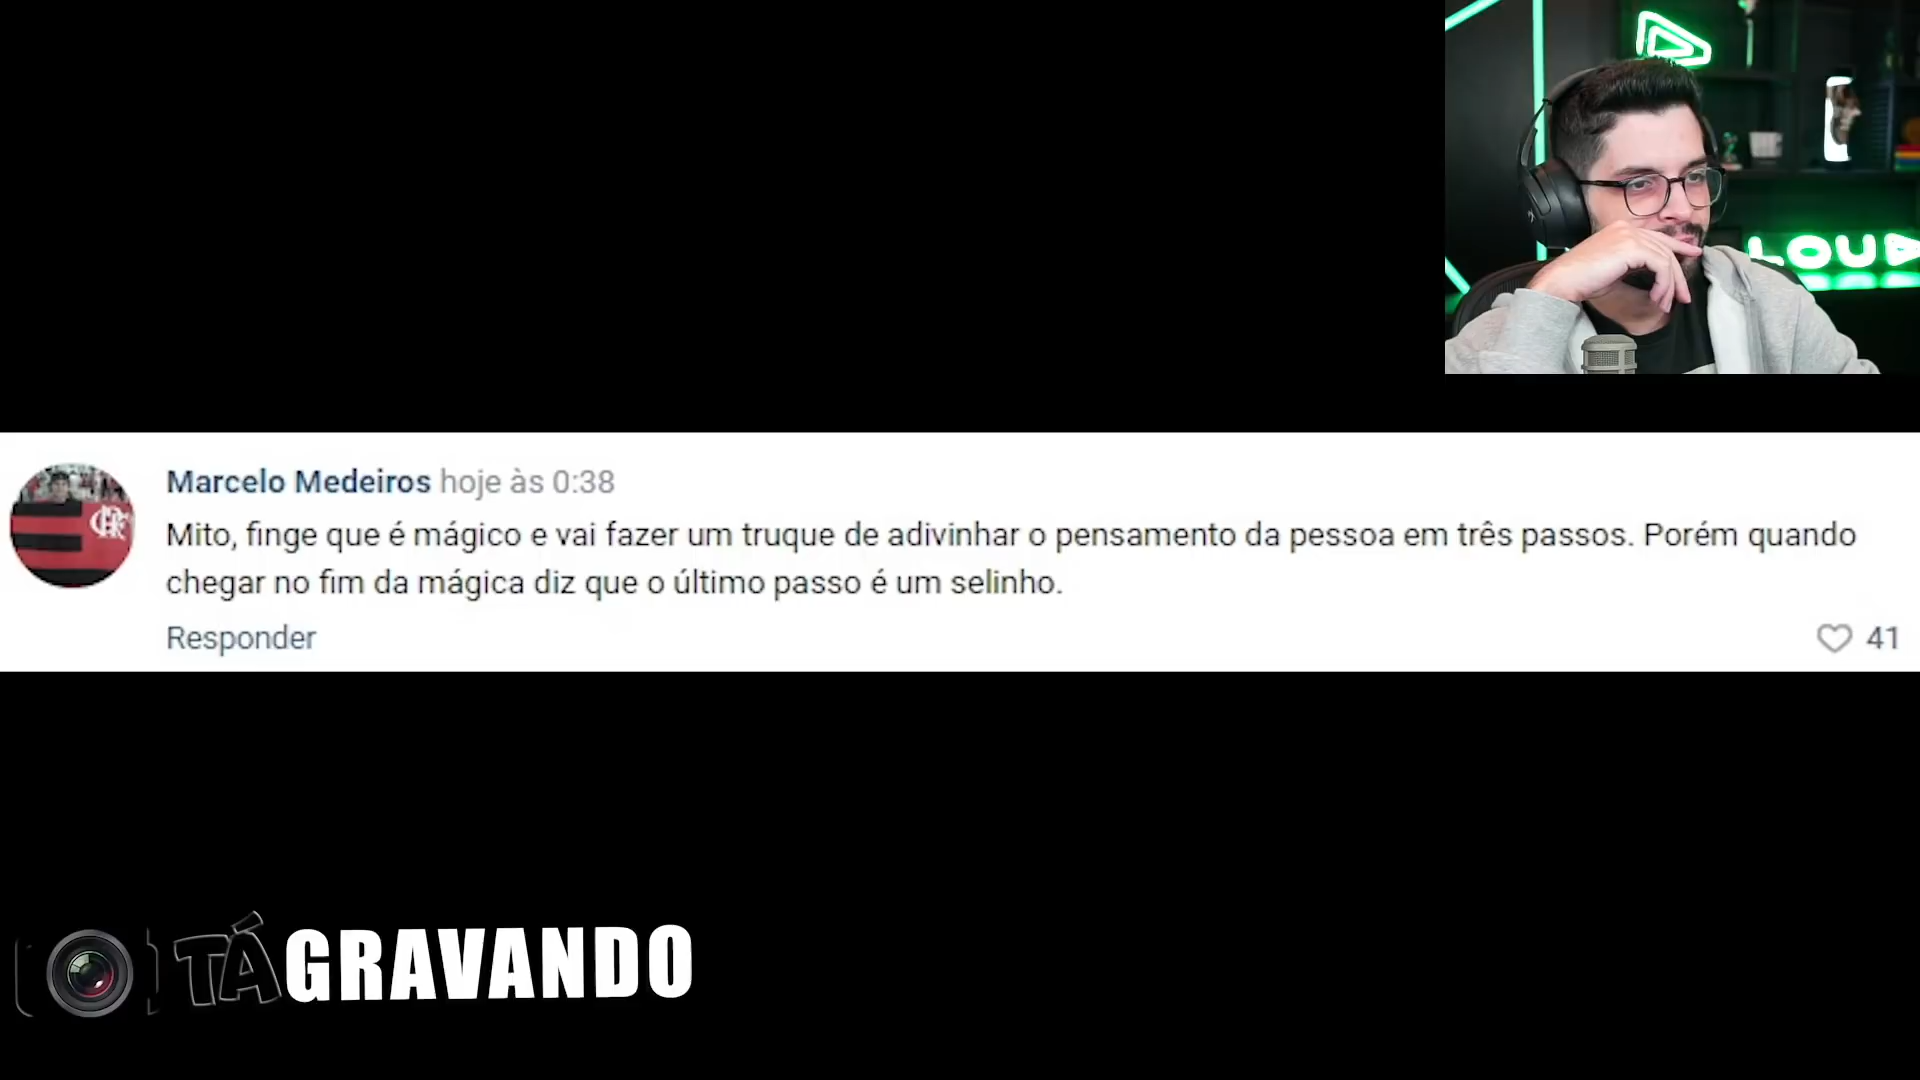 LOUD
Marcelo Medeiros hoje às 0:38
Mito, finge que é mágico e vai fazer um truque de adivinhar o pensamento da pessoa em três passos. Porém quando
chegar no fim da mágica diz que o último passo é um selinho.
Responder
41
TÁGRAVANDO